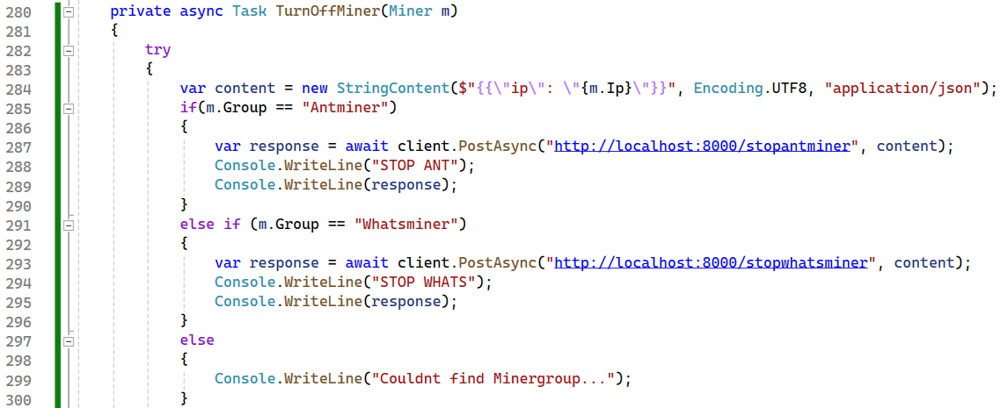 280 private async Task TurnOffMiner(Miner m)
281 {
282 try
283 {
284 var content = new StringContent($"{{\"ip\": \"{m.Ip}\"}}", Encoding.UTF8, "application/json");
285 if(m.Group == "Antminer")
286 {
287 var response = await client.PostAsync("http://localhost:8000/stopantminer", content);
288 Console.WriteLine("STOP ANT");
289 Console.WriteLine(response);
290 }
291 else if (m.Group == "Whatsminer")
292 {
293 var response = await client.PostAsync("http://localhost:8000/stopwhatsminer", content);
294 Console.WriteLine("STOP WHATS");
295 Console.WriteLine(response);
296 }
297 else
298 {
299 Console.WriteLine("Couldnt find Minergroup...");
300 }